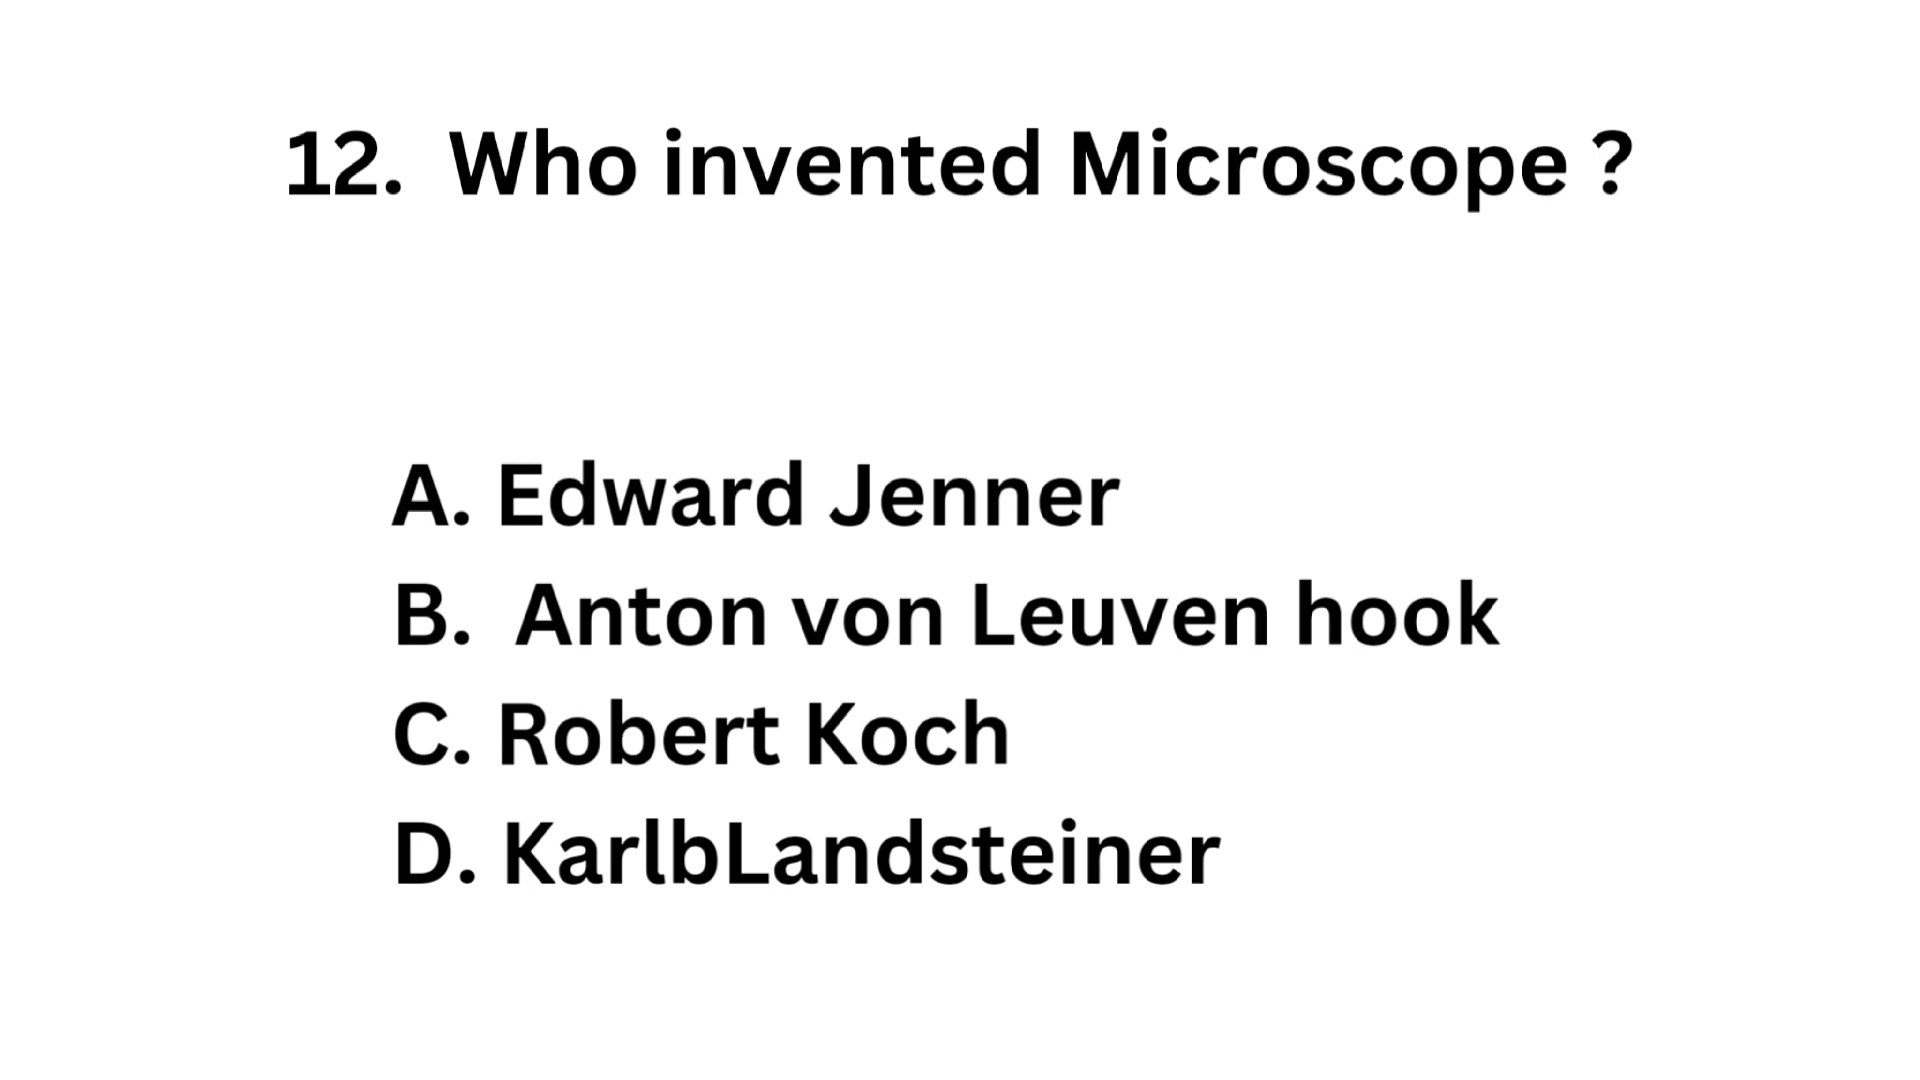 12. Who invented Microscope ?
A. Edward Jenner
B. Anton von Leuven hook
C. Robert Koch
D. KarlbLandsteiner